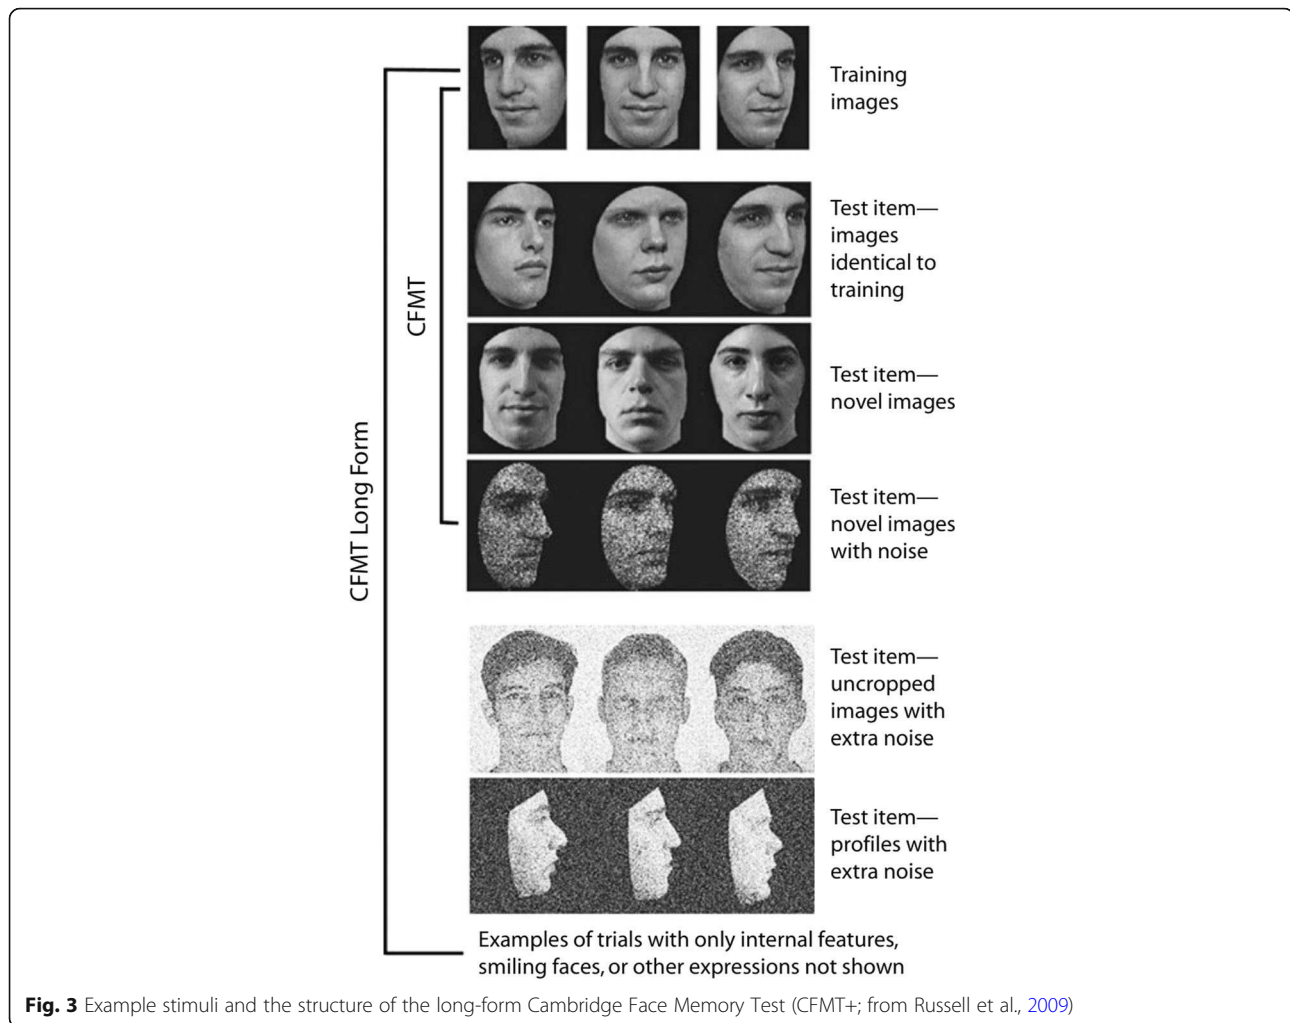 Training
images
Test item—
images
identical to
training
CFMT
Test item—
novel images
CFMT Long Form
Test item—
novel images
with noise
Test item—
uncropped
images with
extra noise
Test item—
profiles with
extra noise
Examples of trials with only internal features,
smiling faces, or other expressions not shown
Fig. 3 Example stimuli and the structure of the long-form Cambridge Face Memory Test (CFMT+; from Russell et al., 2009)